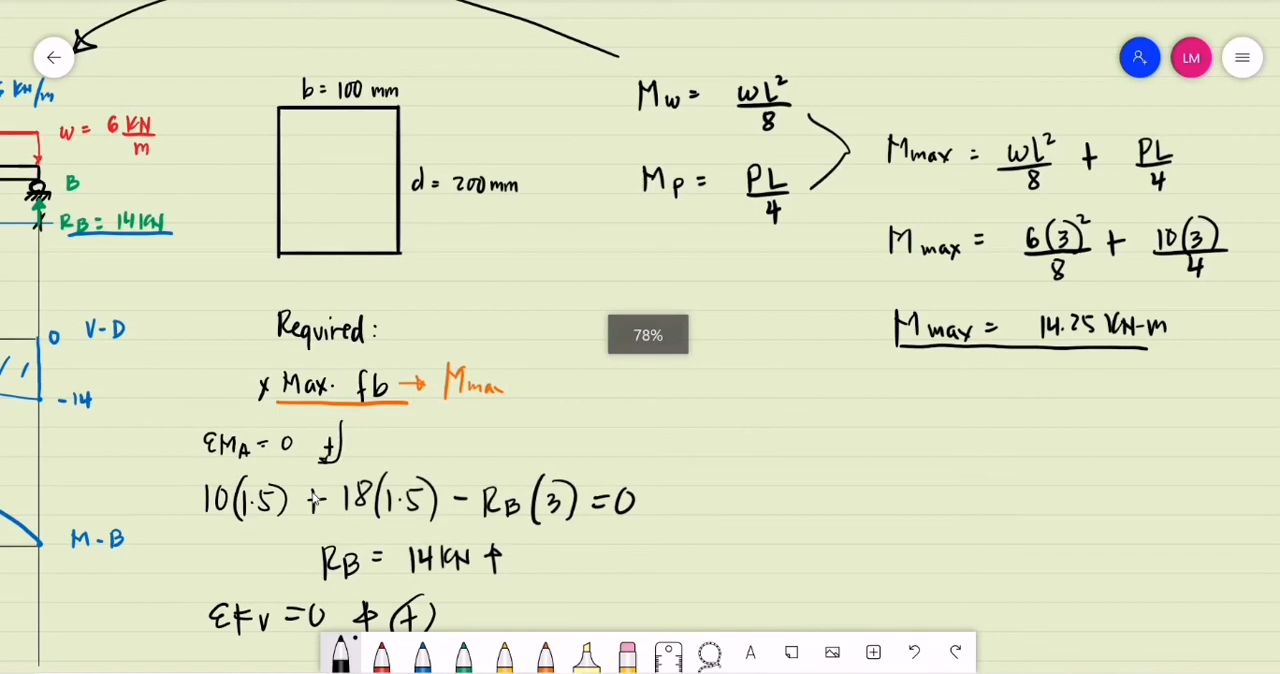 KN/m
w = 6 KN/m
B
RB = 14 KN
0 V-D
-14
M-B
b = 100 mm
d = 200 mm
Required:
x Max. fb → Mmax
ΣMA = 0 +
10(1.5) + 18(1.5) - RB(3) = 0
RB = 14 KN ↑
ΣFv = 0 ↑(+)
Mw = wL²/8
Mp = PL/4
Mmax = wL²/8 + PL/4
Mmax = 6(3)²/8 + 10(3)/4
Mmax = 14.25 KN-m
78%
LM
A